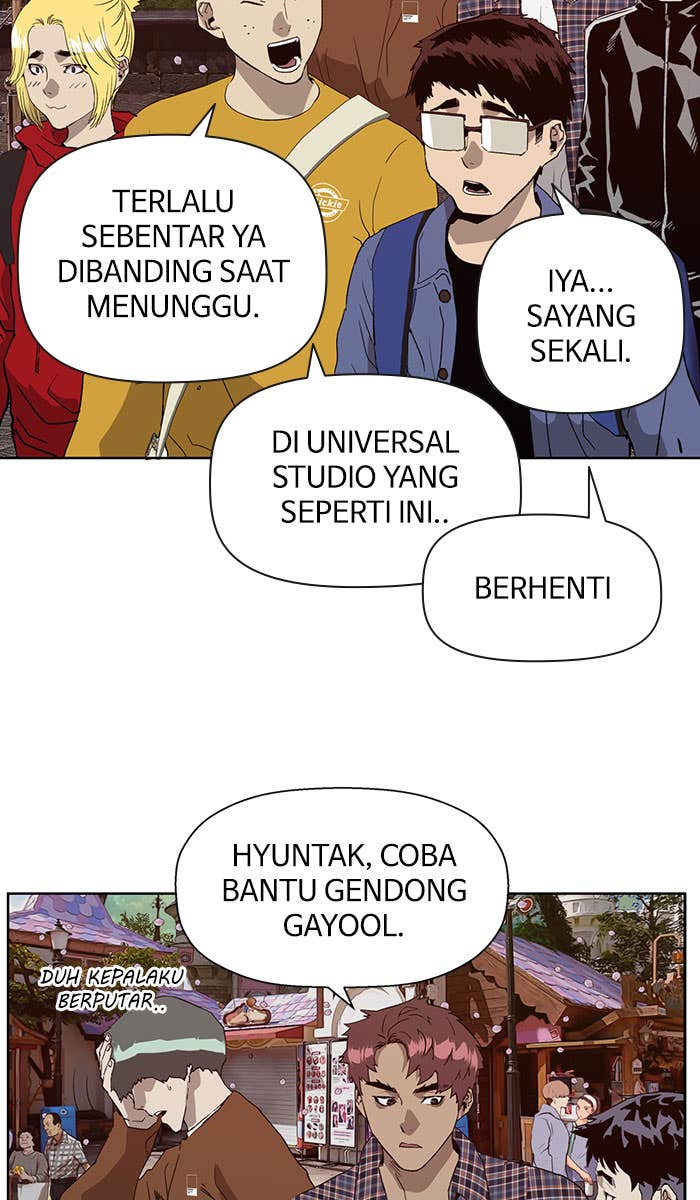 TERLALU
SEBENTAR YA
DIBANDING SAAT
MENUNGGU.
IYA...
SAYANG
SEKALI.
DI UNIVERSAL
STUDIO YANG
SEPERTI INI..
BERHENTI
HYUNTAK, COBA
BANTU GENDONG
GAYOOL.
DUH KEPALAKU
BERPUTAR..